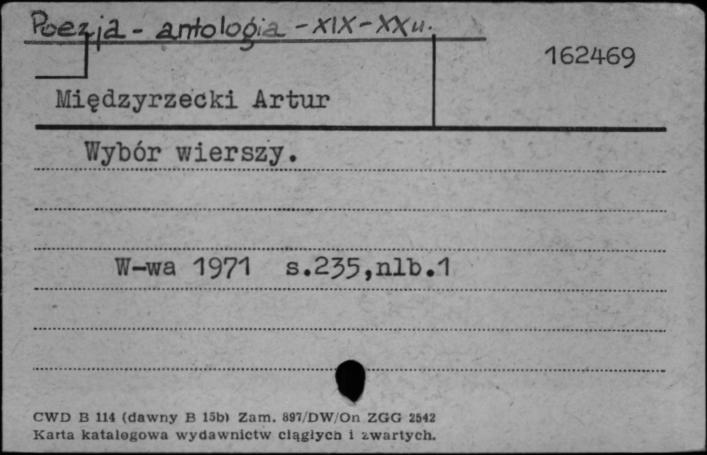 Poezja - antologia - XIX-XXw.
162469
Międzyrzecki Artur
Wybór wierszy.
W-wa 1971 s.235,nlb.1
CWD B 114 (dawny B 15b) Zam. 897/DW/On ZGG 2542
Karta katalogowa wydawnictw ciągłych i zwartych.